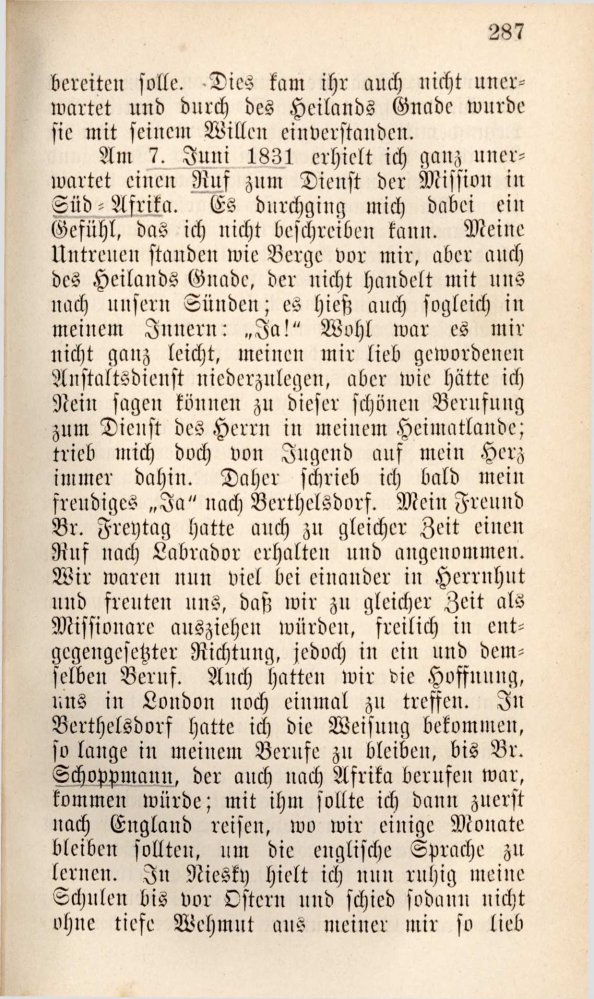 287
bereiten solle. Dies kam ihr auch nicht uner-
wartet und durch des Heilands Gnade wurde
sie mit seinem Willen einverstanden.
Am 7. Juni 1831 erhielt ich ganz uner-
wartet einen Ruf zum Dienst der Mission in
Süd-Afrika. Es durchging mich dabei ein
Gefühl, das ich nicht beschreiben kann. Meine
Untreuen standen wie Berge vor mir, aber auch
des Heilands Gnade, der nicht handelt mit uns
nach unsern Sünden; es hieß auch sogleich in
meinem Innern: „Ja!“ Wohl war es mir
nicht ganz leicht, meinen mir lieb gewordenen
Anstaltsdienst niederzulegen, aber wie hätte ich
Nein sagen können zu dieser schönen Berufung
zum Dienst des Herrn in meinem Heimatlande;
trieb mich doch von Jugend auf mein Herz
immer dahin. Daher schrieb ich bald mein
freudiges „Ja“ nach Berthelsdorf. Mein Freund
Br. Freytag hatte auch zu gleicher Zeit einen
Ruf nach Labrador erhalten und angenommen.
Wir waren nun viel bei einander in Herrnhut
und freuten uns, daß wir zu gleicher Zeit als
Missionare ausziehen würden, freilich in ent-
gegengesetzter Richtung, jedoch in ein und dem-
selben Beruf. Auch hatten wir die Hoffnung,
uns in London noch einmal zu treffen. In
Berthelsdorf hatte ich die Weisung bekommen,
so lange in meinem Berufe zu bleiben, bis Br.
Schoppmann, der auch nach Afrika berufen war,
kommen würde; mit ihm sollte ich dann zuerst
nach England reisen, wo wir einige Monate
bleiben sollten, um die englische Sprache zu
lernen. In Niesky hielt ich nun ruhig meine
Schulen bis vor Ostern und schied sodann nicht
ohne tiefe Wehmut aus meiner mir so lieb